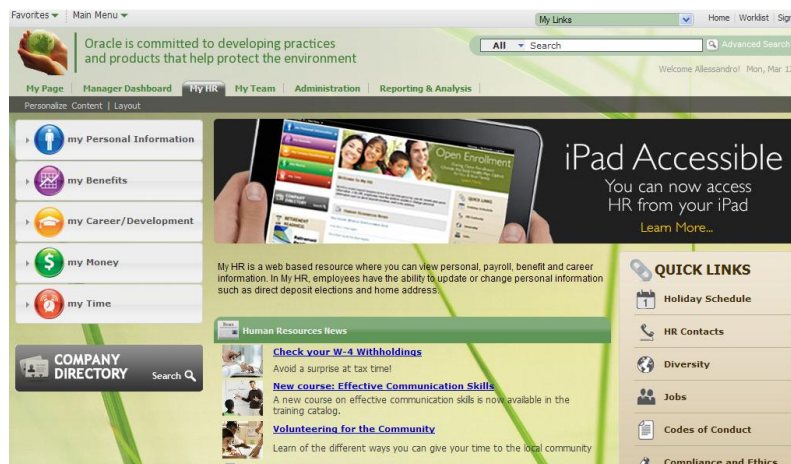 Favorites Main Menu
My Links
Home Worklist Sign
Oracle is committed to developing practices
and products that help protect the environment
All Search
Advanced Search
Welcome Allessandro! Mon, Mar 12
My Page Manager Dashboard My HR My Team Administration Reporting & Analysis
Personalize Content | Layout
my Personal Information
my Benefits
my Career/Development
my Money
my Time
COMPANY
DIRECTORY Search
Open Enrollment
QUICK LINKS
COMPANY
DIRECTORY
RETIREMENT
READINESS
iPad Accessible
You can now access
HR from your iPad
Learn More...
My HR is a web based resource where you can view personal, payroll, benefit and career
information. In My HR, employees have the ability to update or change personal information
such as direct deposit elections and home address.
Human Resources News
Check your W-4 Withholdings
Avoid a surprise at tax time!
New course: Effective Communication Skills
A new course on effective communication skills is now available in the
training catalog.
Volunteering for the Community
Learn of the different ways you can give your time to the local community
QUICK LINKS
Holiday Schedule
HR Contacts
Diversity
Jobs
Codes of Conduct
Compliance and Ethics